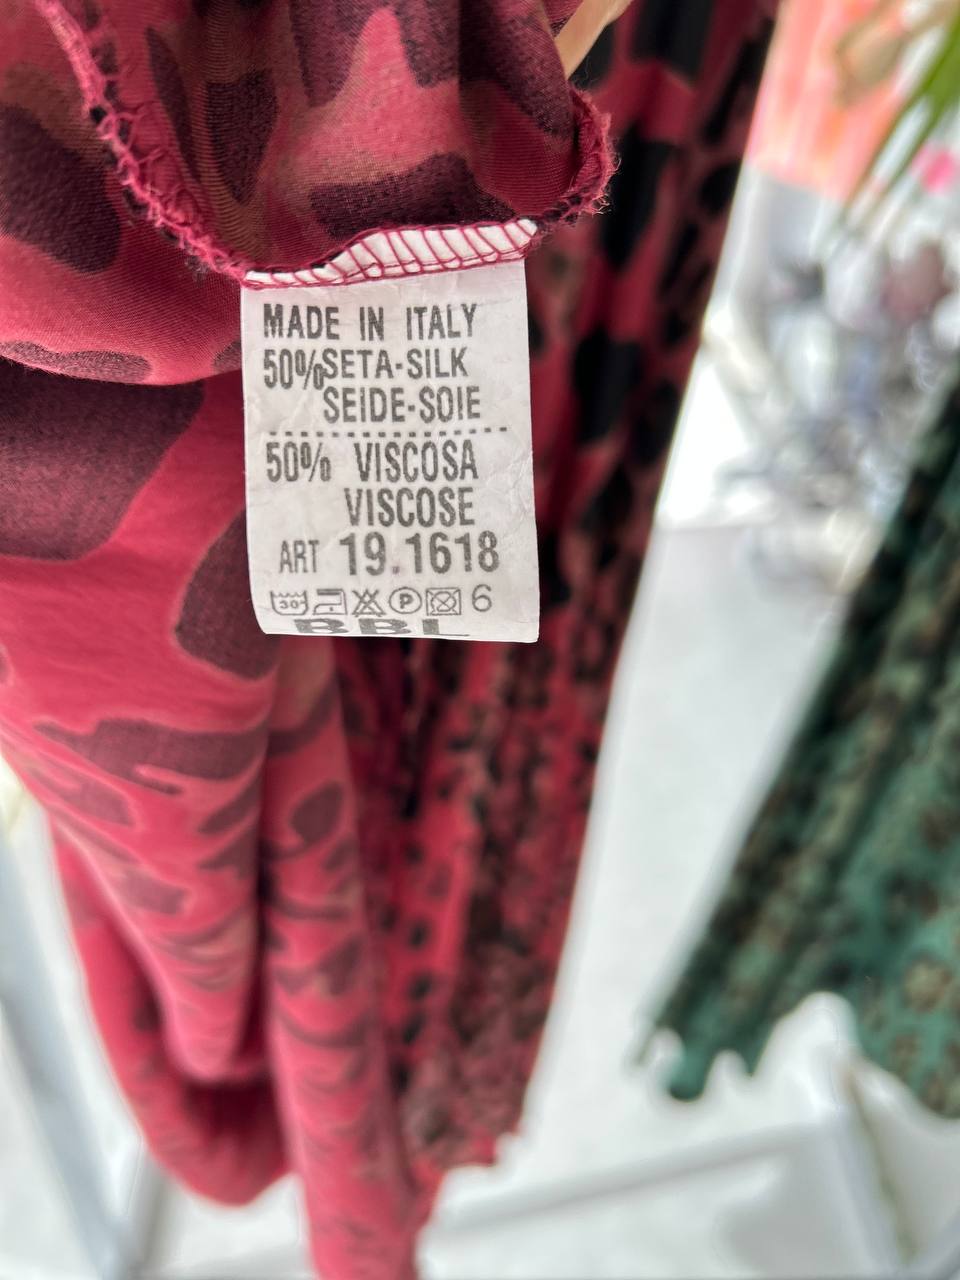 MADE IN ITALY
50% SETA-SILK
SEIDE-SOIE
50% VISCOSA
VISCOSE
ART 19.1618
30 P 6
BBL